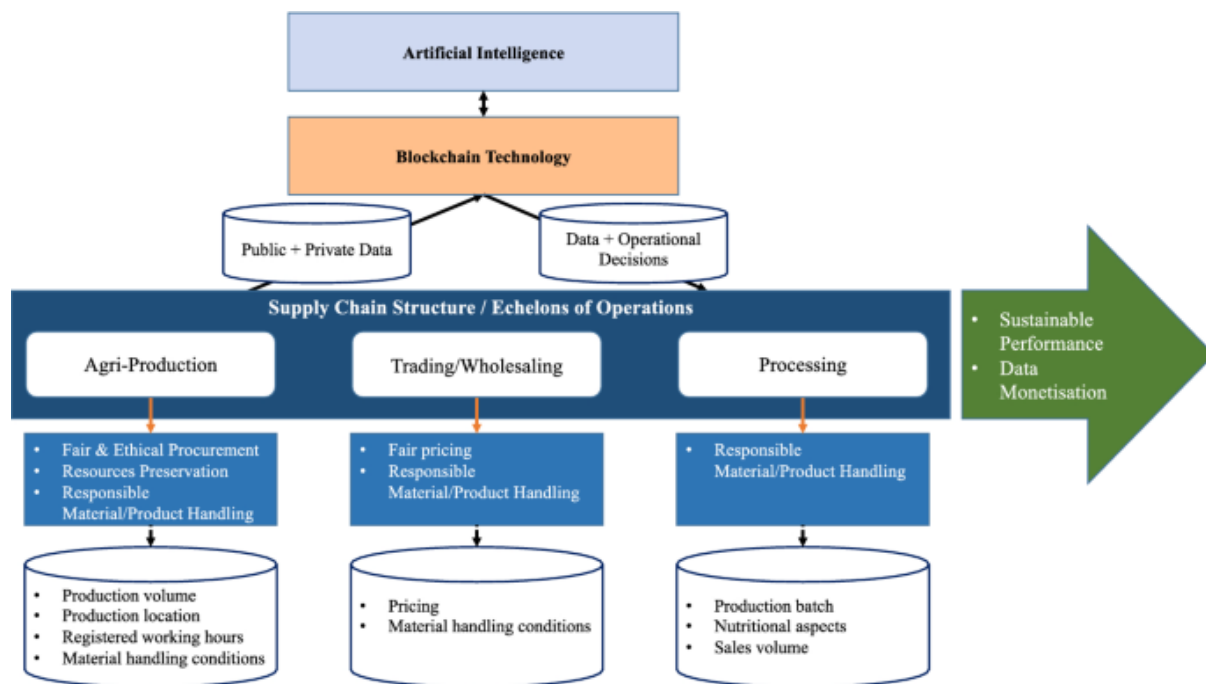 Artificial Intelligence
Blockchain Technology
Public + Private Data
Data + Operational
Decisions
Supply Chain Structure / Echelons of Operations
Agri-Production
Trading/Wholesaling
Processing
• Sustainable
Performance
• Data
Monetisation
• Fair & Ethical Procurement
• Resources Preservation
• Responsible
Material/Product Handling
• Fair pricing
• Responsible
Material/Product Handling
• Responsible
Material/Product Handling
• Production volume
• Production location
• Registered working hours
• Material handling conditions
• Pricing
• Material handling conditions
• Production batch
• Nutritional aspects
• Sales volume